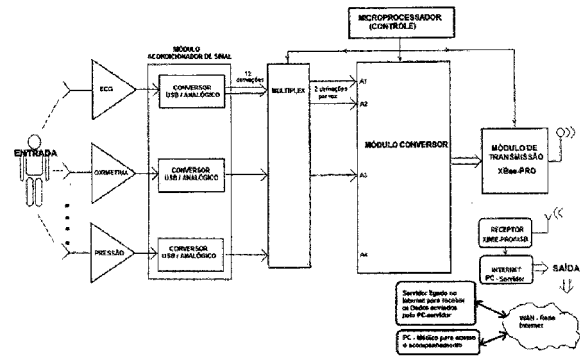 MICROPROCESSADOR
(CONTRÔLE)
MÓDULO
ACONDICIONADOR DE SINAL
ECG
CONVERSOR
USB / ANALÓGICO
12
derivações
MULTIPLEX
2 derivações
por vez
A1
A2
MÓDULO CONVERSOR
ENTRADA
OXIMETRIA
CONVERSOR
USB / ANALÓGICO
A3
MÓDULO DE
TRANSMISSÃO
XBee-PRO
PRESSÃO
CONVERSOR
USB / ANALÓGICO
A4
RECEPTOR
XBEE-PRO/USB
INTERNET
PC - Servidor
SAÍDA
Servidor ligado na
Internet para receber
os Dados enviados
pelo PC-servidor
WAN - Rede
Internet
PC - Médico para acesso
e acompanhamento